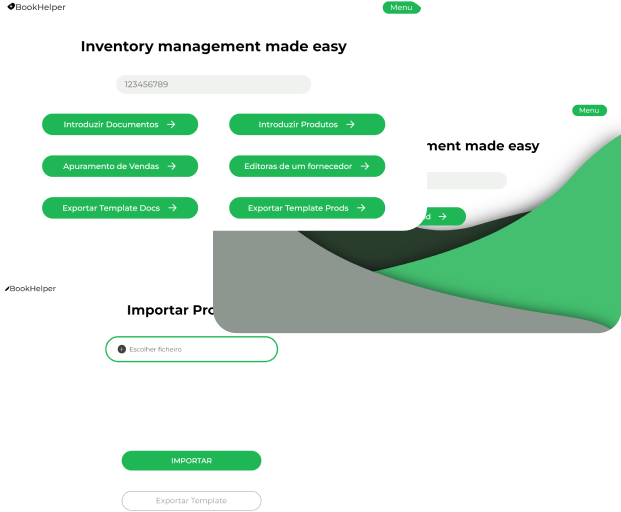 BookHelper
Menu
Inventory management made easy
123456789
Introduzir Documentos
Introduzir Produtos
Apuramento de Vendas
Editoras de um fornecedor
Exportar Template Docs
Exportar Template Prods
Menu
ment made easy
d
BookHelper
Importar Pro
Escolher ficheiro
IMPORTAR
Exportar Template